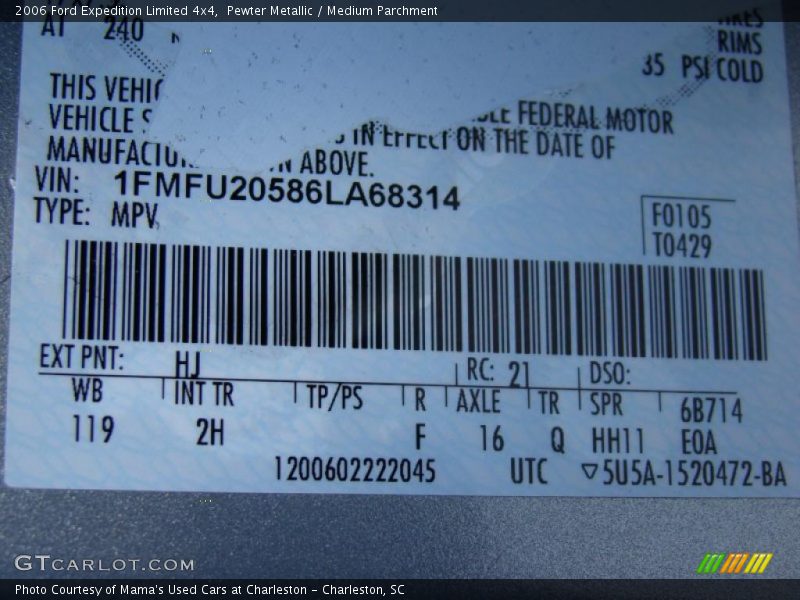 2006 Ford Expedition Limited 4x4, Pewter Metallic / Medium Parchment
AT 240
RIMS
35 PSI COLD
THIS
VEHICLE FEDERAL MOTOR
IN EFFECT ON THE DATE OF
ABOVE.
VIN: 1FMFU20586LA68314
TYPE: MPV
F0105
T0429
EXT PNT: HJ RC: 21 DSO:
WB INT TR TP/PS R AXLE TR SPR 6B714
119 2H F 16 Q HH11 E0A
1200602222045 UTC ▽5U5A-1520472-BA
GTCARLOT.COM
Photo Courtesy of Mama's Used Cars at Charleston - Charleston, SC